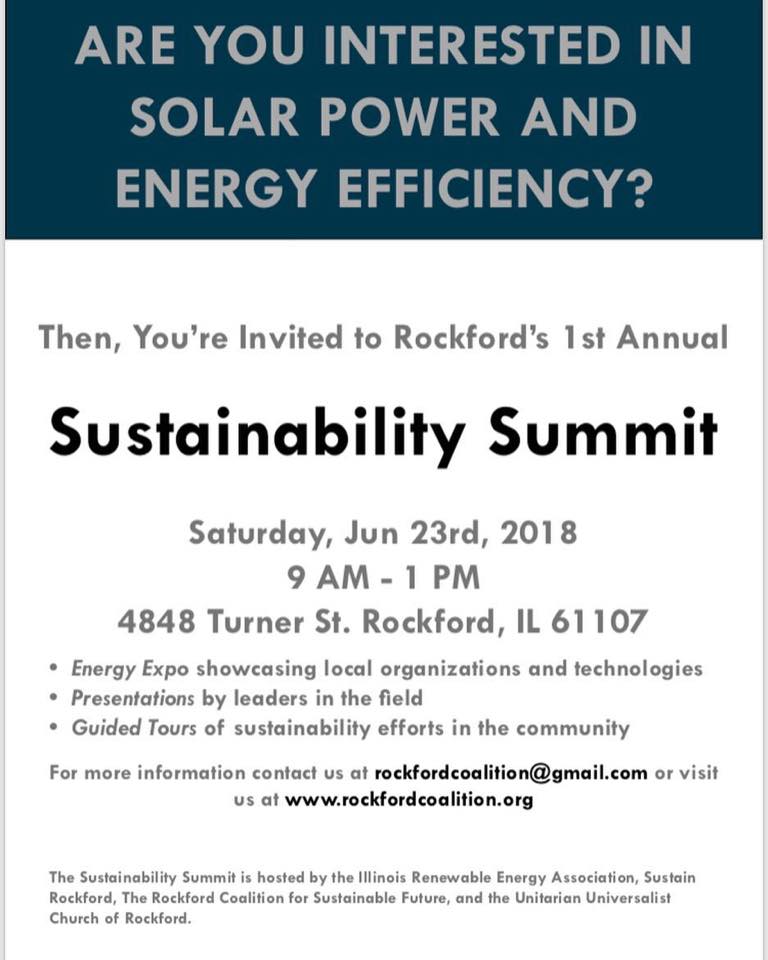 ARE YOU INTERESTED IN
SOLAR POWER AND
ENERGY EFFICIENCY?
Then, You're Invited to Rockford's 1st Annual
Sustainability Summit
Saturday, Jun 23rd, 2018
9 AM - 1 PM
4848 Turner St. Rockford, IL 61107
• Energy Expo showcasing local organizations and technologies
• Presentations by leaders in the field
• Guided Tours of sustainability efforts in the community
For more information contact us at rockfordcoalition@gmail.com or visit
us at www.rockfordcoalition.org
The Sustainability Summit is hosted by the Illinois Renewable Energy Association, Sustain
Rockford, The Rockford Coalition for Sustainable Future, and the Unitarian Universalist
Church of Rockford.